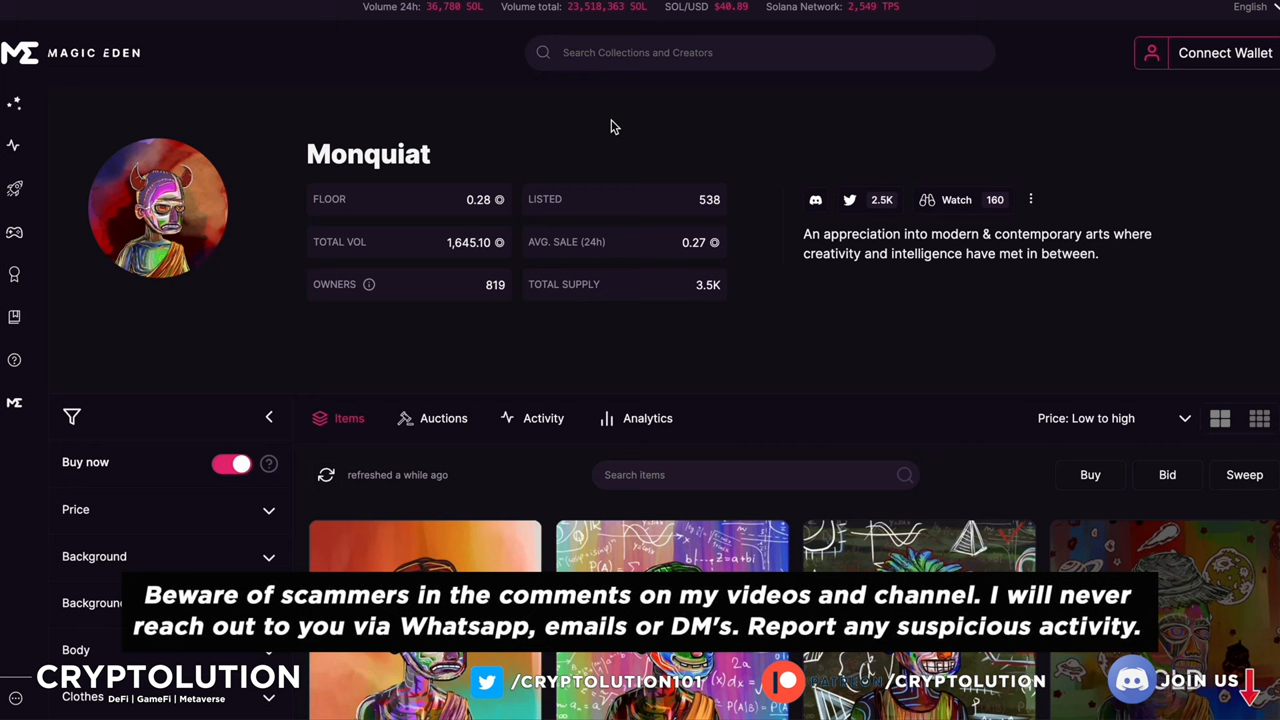 Volume 24h: 36,780 SOL Volume total: 23,518,363 SOL SOL/USD $40.89 Solana Network: 2,549 TPS English
ME MAGIC EDEN Search Collections and Creators Connect Wallet
Monquiat
FLOOR 0.28 LISTED 538
2.5K Watch 160
TOTAL VOL 1,645.10 AVG. SALE (24h) 0.27
An appreciation into modern & contemporary arts where
creativity and intelligence have met in between.
OWNERS 819 TOTAL SUPPLY 3.5K
ME
Items Auctions Activity Analytics Price: Low to high
Buy now refreshed a while ago Search items Buy Bid Sweep
Price
Background
Beware of scammers in the comments on my videos and channel. I will never
reach out to you via Whatsapp, emails or DM's. Report any suspicious activity.
Body
CRYPTOLUTION /CRYPTOLUTION101 PATREON/CRYPTOLUTION JOIN US
Clothes DeFi | GameFi | Metaverse